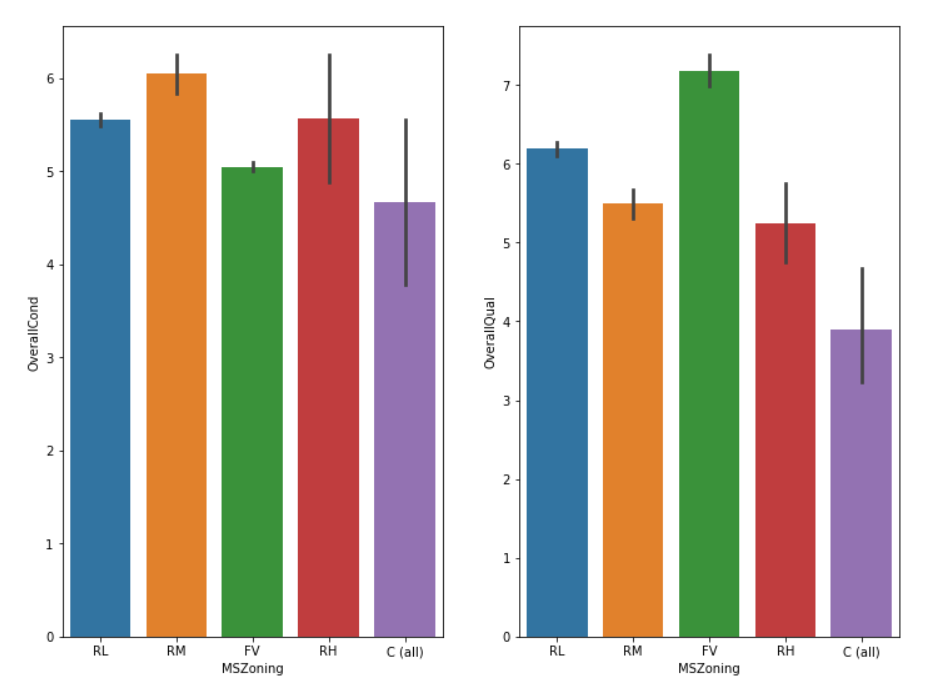 OverallCond
6
5
4
3
2
1
0
RL RM FV RH C (all)
MSZoning
OverallQual
7
6
5
4
3
2
1
0
RL RM FV RH C (all)
MSZoning